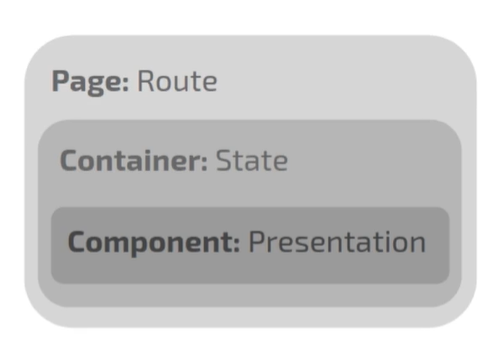 Page: Route
Container: State
Component: Presentation